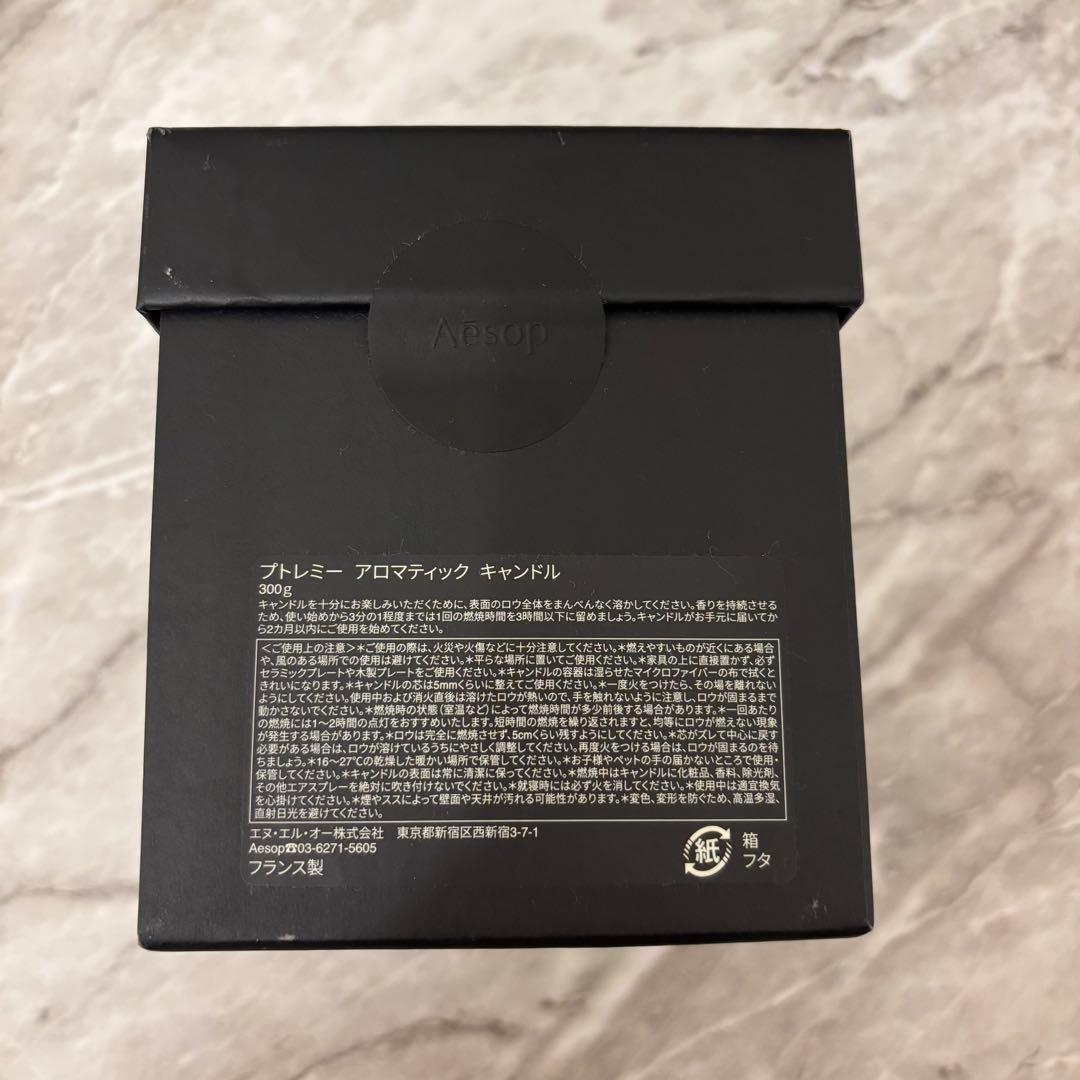 Aēsop
プトレミー アロマティック キャンドル
300g
キャンドルを十分にお楽しみいただくために、表面のロウ全体をまんべんなく溶かしてください。香りを持続させる
ため、使い始めから3分の1程度までは1回の燃焼時間を3時間以下に留めましょう。キャンドルがお手元に届いてか
ら2カ月以内にご使用を始めてください。
＜ご使用上の注意＞＊ご使用の際は、火災や火傷などに十分注意してください。＊燃えやすいものが近くにある場合
や、風のある場所での使用は避けてください。＊平らな場所に置いてご使用ください。＊家具の上に直接置かず、必ず
セラミックプレートや木製プレートをご使用ください。＊キャンドルの容器は湿らせたマイクロファイバーの布で拭くと
きれいになります。＊キャンドルの芯は5mmくらいに整えてご使用ください。＊一度火をつけたら、その場を離れない
ようにしてください。使用中および消火直後は溶けたロウが熱いので、手を触れないように注意し、ロウが固まるまで
動かさないでください。＊燃焼時の状態（室温など）によって燃焼時間が多少前後する場合があります。＊一回あたり
の燃焼には1〜2時間の点灯をおすすめいたします。短時間の燃焼を繰り返されますと、均等にロウが燃えない現象
が発生する場合があります。＊ロウは完全に燃焼させず、5cmくらい残すようにしてください。＊芯がズレて中心に戻す
必要がある場合は、ロウが溶けているうちにやさしく調整してください。再度火をつける場合は、ロウが固まるのを待
ちましょう。＊16〜27℃の乾燥した暖かい場所で保管してください。＊お子様やペットの手の届かないところで使用・
保管してください。＊キャンドルの表面は常に清潔に保ってください。＊燃焼中はキャンドルに化粧品、香料、除光剤、
その他エアスプレーを絶対に吹き付けないでください。＊就寝時には必ず火を消してください。＊使用中は適宜換気
を心掛けてください。＊煙やススによって壁面や天井が汚れる可能性があります。＊変色、変形を防ぐため、高温多湿、
直射日光を避けてください。
エヌ・エル・オー株式会社 東京都新宿区西新宿3-7-1
Aesop☎03-6271-5605
フランス製
紙
箱
フタ